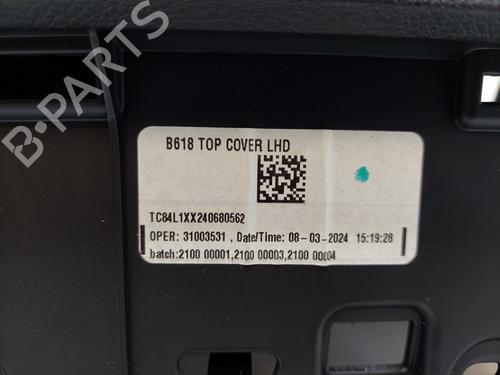 B-PARTS
B618 TOP COVER LHD
TC84L1XX240680562
OPER: 31003531 , Date/Time: 08-03-2024 15:19:26
batch:2100 00001,2100 00003,2100 00004